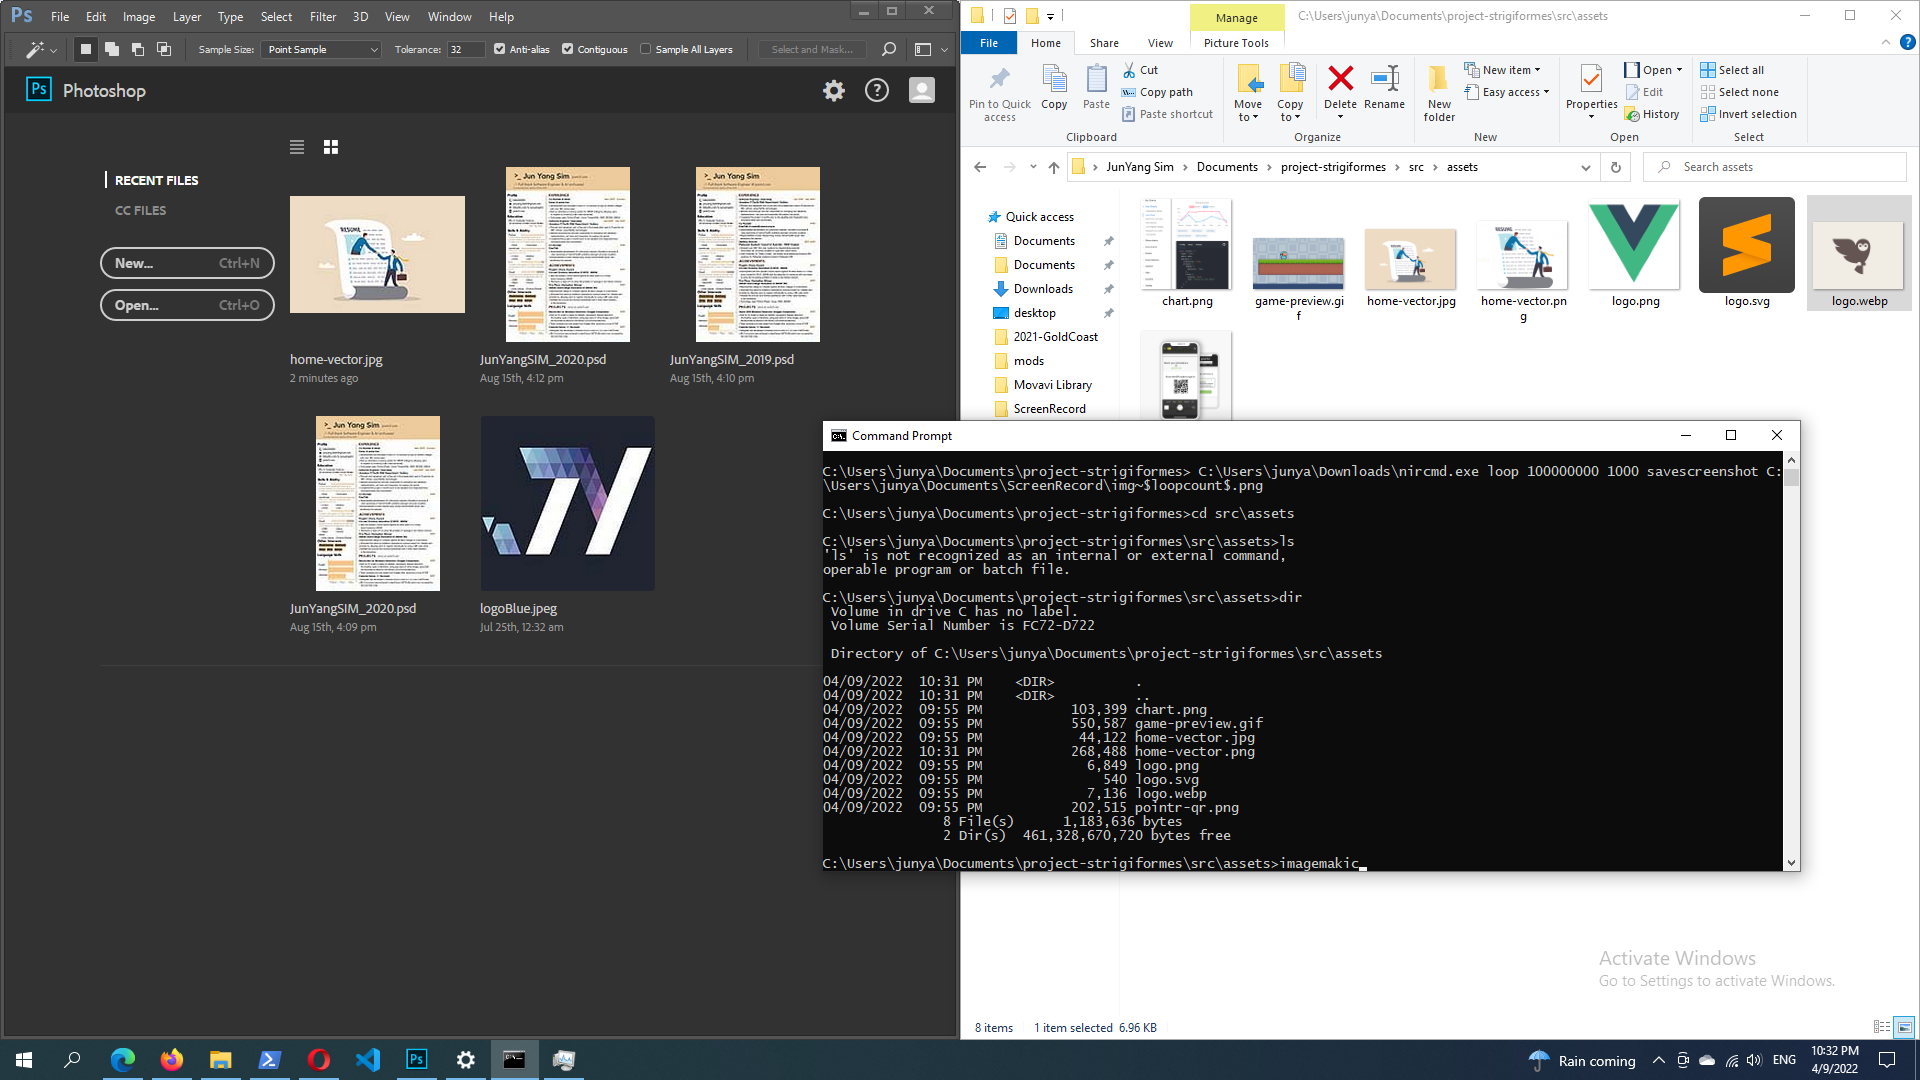 Ps File Edit Image Layer Type Select Filter 3D View Window Help
Sample Size: Point Sample Tolerance: 32 Anti-alias Contiguous Sample All Layers Select and Mask...
Ps Photoshop
RECENT FILES
CC FILES
New... Ctrl+N
Open... Ctrl+O
home-vector.jpg
2 minutes ago
JunYangSIM_2020.psd
Aug 15th, 4:12 pm
JunYangSIM_2019.psd
Aug 15th, 4:10 pm
JunYangSIM_2020.psd
Aug 15th, 4:09 pm
logoBlue.jpeg
Jul 25th, 12:32 am
Manage
C:\Users\junya\Documents\project-strigiformes\src\assets
File Home Share View Picture Tools
Pin to Quick access
Copy
Paste
Cut
Copy path
Paste shortcut
Move to
Copy to
Delete
Rename
New folder
New item
Easy access
Properties
Open
Edit
History
Select all
Select none
Invert selection
Clipboard Organize New Open Select
JunYang Sim Documents project-strigiformes src assets
Search assets
Quick access
Documents
Documents
Downloads
desktop
2021-GoldCoast
mods
Movavi Library
ScreenRecord
chart.png
game-preview.gif
home-vector.jpg
home-vector.png
logo.png
logo.svg
logo.webp
Command Prompt
C:\Users\junya\Documents\project-strigiformes> C:\Users\junya\Downloads\nircmd.exe loop 100000000 1000 savescreenshot C:
\Users\junya\Documents\ScreenRecord\img~$loopcount$.png
C:\Users\junya\Documents\project-strigiformes>cd src\assets
C:\Users\junya\Documents\project-strigiformes\src\assets>ls
'ls' is not recognized as an internal or external command,
operable program or batch file.
C:\Users\junya\Documents\project-strigiformes\src\assets>dir
Volume in drive C has no label.
Volume Serial Number is FC72-D722
Directory of C:\Users\junya\Documents\project-strigiformes\src\assets
04/09/2022 10:31 PM <DIR> .
04/09/2022 10:31 PM <DIR> ..
04/09/2022 09:55 PM 103,399 chart.png
04/09/2022 09:55 PM 550,587 game-preview.gif
04/09/2022 09:55 PM 44,122 home-vector.jpg
04/09/2022 10:31 PM 268,488 home-vector.png
04/09/2022 09:55 PM 6,849 logo.png
04/09/2022 09:55 PM 540 logo.svg
04/09/2022 09:55 PM 7,136 logo.webp
04/09/2022 09:55 PM 202,515 pointr-qr.png
8 File(s) 1,183,636 bytes
2 Dir(s) 461,328,670,720 bytes free
C:\Users\junya\Documents\project-strigiformes\src\assets>imagemakic
Activate Windows
Go to Settings to activate Windows.
8 items 1 item selected 6.96 KB
Rain coming
ENG
10:32 PM
4/9/2022